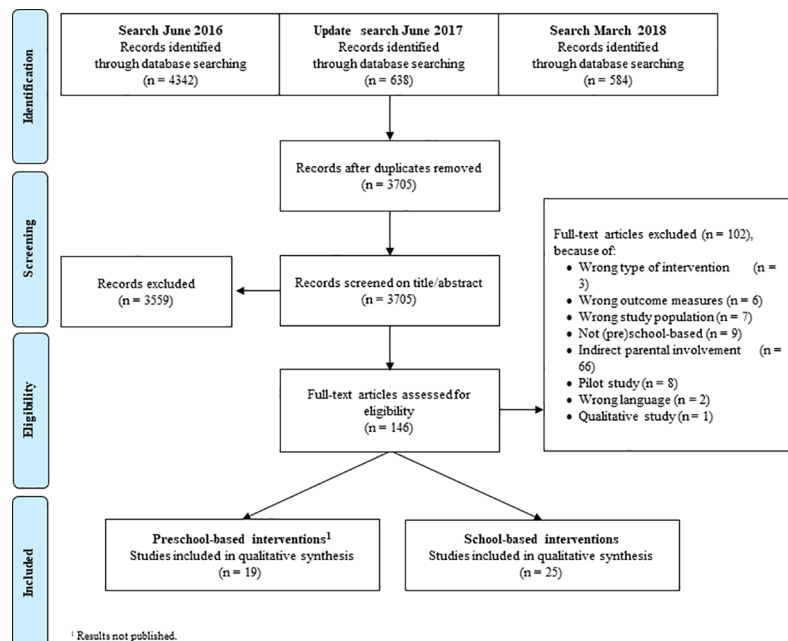 Identification
Search June 2016
Records identified
through database searching
(n = 4342)
Update search June 2017
Records identified
through database searching
(n = 638)
Search March 2018
Records identified
through database searching
(n = 584)
Records after duplicates removed
(n = 3705)
Screening
Records screened on title/abstract
(n = 3705)
Records excluded
(n = 3559)
Full-text articles excluded (n = 102),
because of:
• Wrong type of intervention (n =
3)
• Wrong outcome measures (n = 6)
• Wrong study population (n = 7)
• Not (pre)school-based (n = 9)
• Indirect parental involvement (n =
66)
• Pilot study (n = 8)
• Wrong language (n = 2)
• Qualitative study (n = 1)
Eligibility
Full-text articles assessed for
eligibility
(n = 146)
Included
Preschool-based interventions¹
Studies included in qualitative synthesis
(n = 19)
School-based interventions
Studies included in qualitative synthesis
(n = 25)
¹ Results not published.